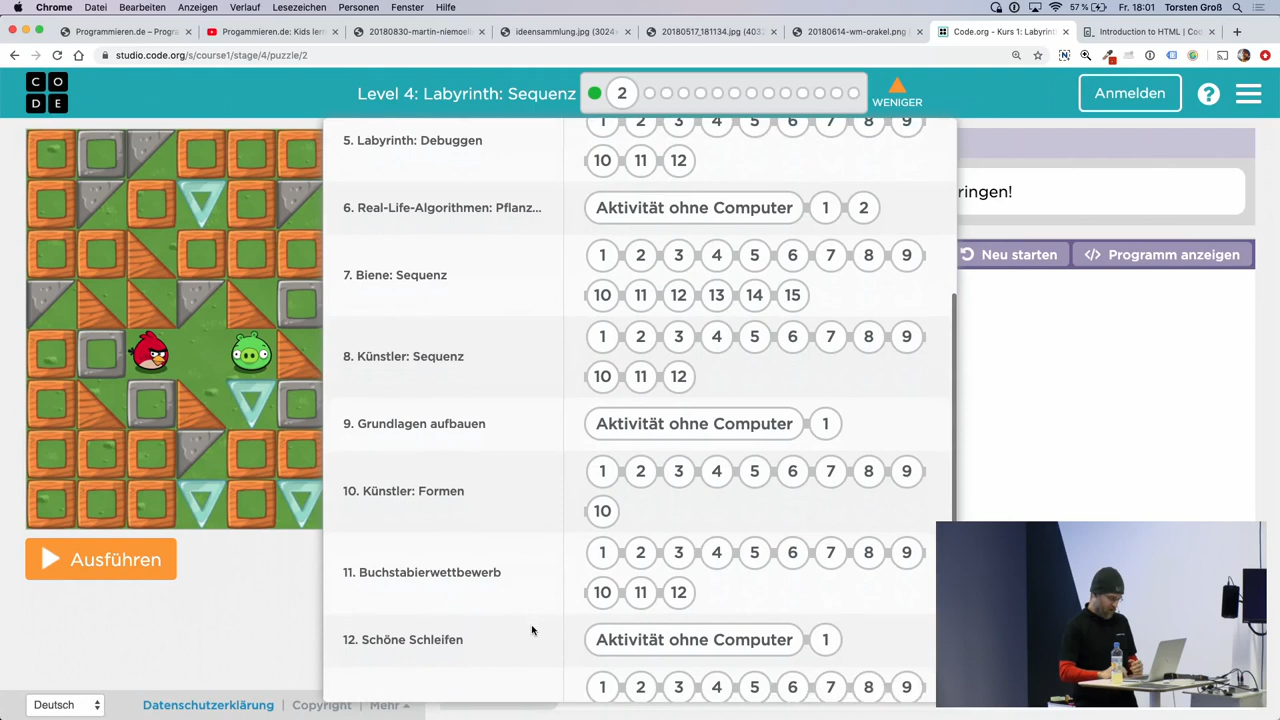 Chrome Datei Bearbeiten Anzeigen Verlauf Lesezeichen Personen Fenster Hilfe 57 % Fr. 18:01 Torsten Groß
Programmieren.de – Progra Progammieren.de: Kids lern 20180830-martin-niemoell ideensammlung.jpg (3024× 20180517_181134.jpg (403 20180614-wm-orakel.png Code.org - Kurs 1: Labyrint Introduction to HTML | Co
studio.code.org/s/course1/stage/4/puzzle/2
C O D E
Level 4: Labyrinth: Sequenz
2
WENIGER
Anmelden
?
5. Labyrinth: Debuggen
1 2 3 4 5 6 7 8 9
10 11 12
6. Real-Life-Algorithmen: Pflanz...
Aktivität ohne Computer 1 2
7. Biene: Sequenz
1 2 3 4 5 6 7 8 9
10 11 12 13 14 15
8. Künstler: Sequenz
1 2 3 4 5 6 7 8 9
10 11 12
9. Grundlagen aufbauen
Aktivität ohne Computer 1
10. Künstler: Formen
1 2 3 4 5 6 7 8 9
10
11. Buchstabierwettbewerb
1 2 3 4 5 6 7 8 9
10 11 12
12. Schöne Schleifen
Aktivität ohne Computer 1
1 2 3 4 5 6 7 8 9
ringen!
Neu starten
</> Programm anzeigen
Ausführen
Deutsch
Datenschutzerklärung | Copyright | Mehr